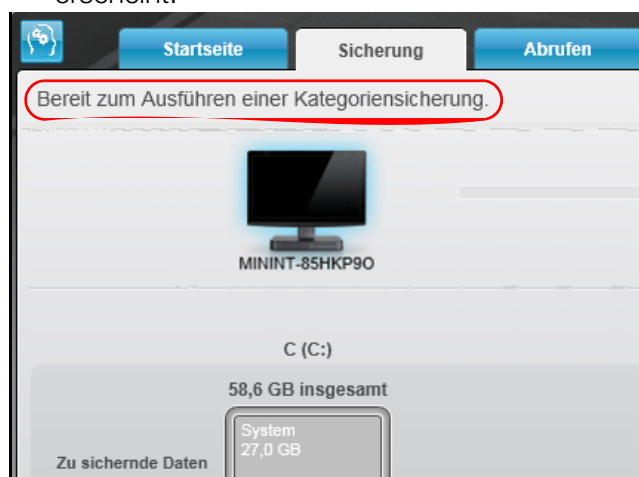 erscheint.
Startseite
Sicherung
Abrufen
Bereit zum Ausführen einer Kategoriensicherung.
MININT-85HKP9O
C (C:)
58,6 GB insgesamt
System
27,0 GB
Zu sichernde Daten